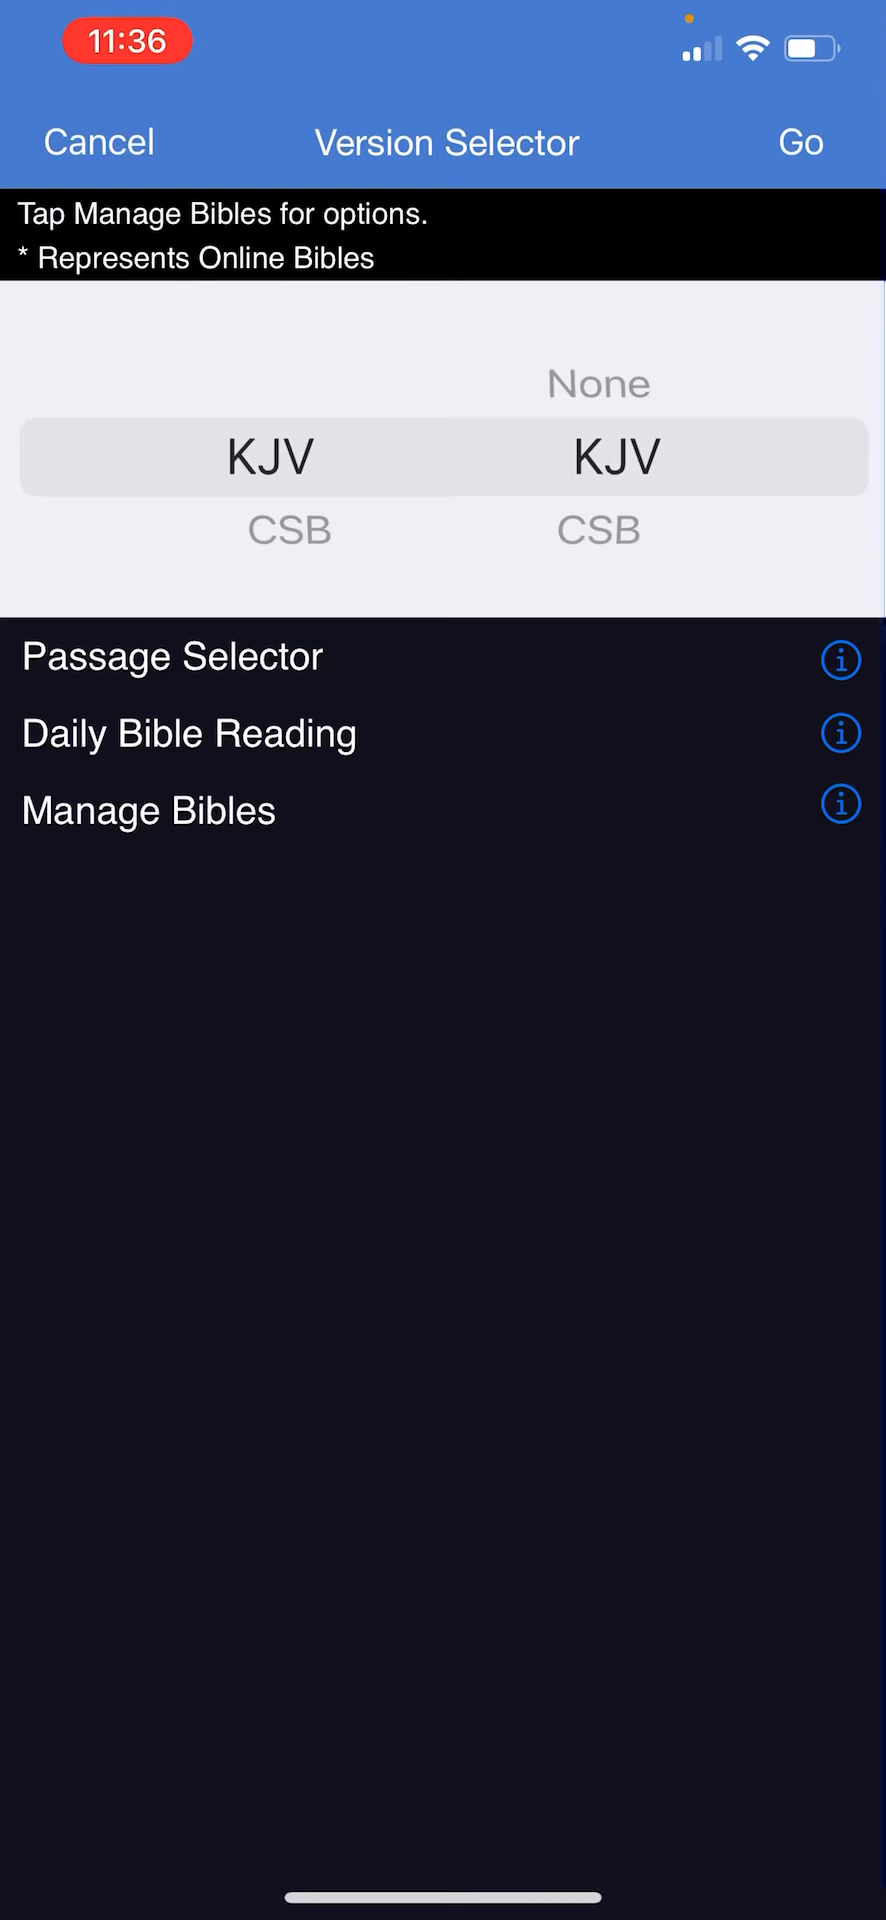 11:36
Cancel Version Selector Go
Tap Manage Bibles for options.
* Represents Online Bibles
None
KJV KJV
CSB CSB
Passage Selector
Daily Bible Reading
Manage Bibles